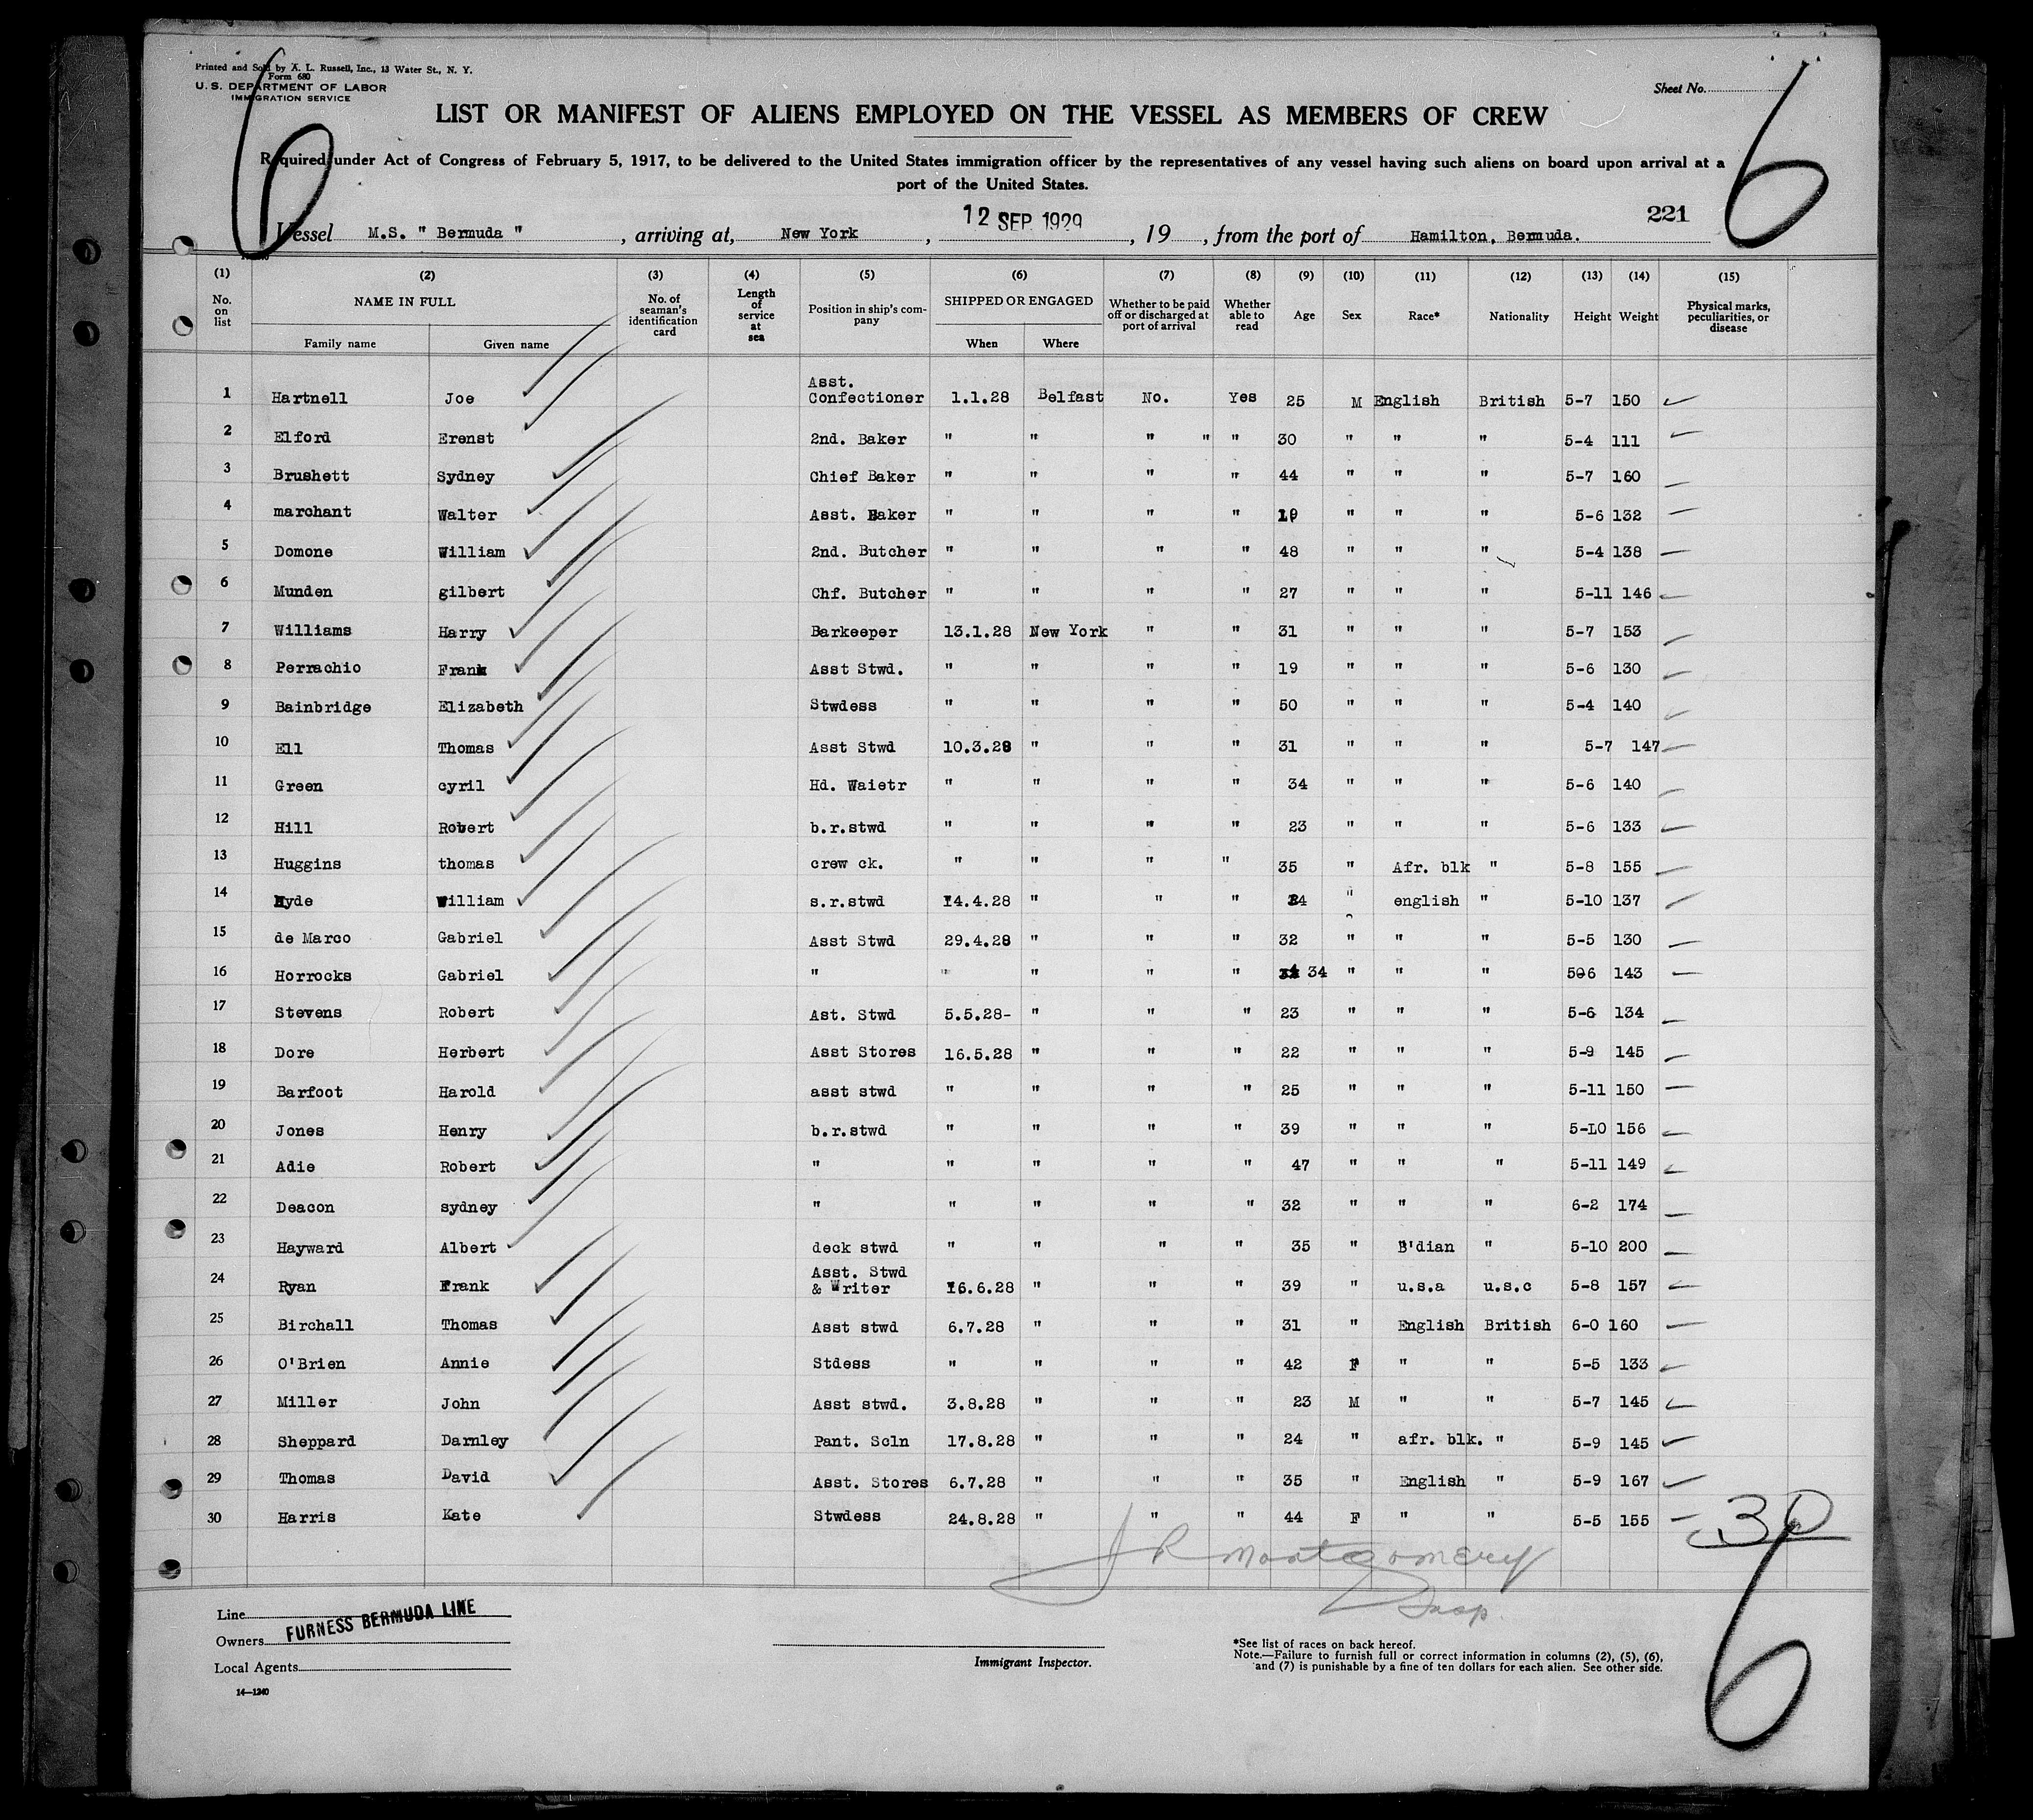 Printed and Sold by A. L. Russell, Inc., 13 Water St., N. Y.
Form 680
U. S. DEPARTMENT OF LABOR
IMMIGRATION SERVICE
Sheet No.
6
6
LIST OR MANIFEST OF ALIENS EMPLOYED ON THE VESSEL AS MEMBERS OF CREW
Required under Act of Congress of February 5, 1917, to be delivered to the United States immigration officer by the representatives of any vessel having such aliens on board upon arrival at a
port of the United States.
221
Vessel M.S. " Bermuda " , arriving at, New York , 12 SEP 1929 , 19 , from the port of Hamilton, Bermuda.
(1) (2) (3) (4) (5) (6) (7) (8) (9) (10) (11) (12) (13) (14) (15)
No. on list NAME IN FULL Family name Given name No. of seaman's identification card Length of service at sea Position in ship's company SHIPPED OR ENGAGED When Where Whether to be paid off or discharged at port of arrival Whether able to read Age Sex Race* Nationality Height Weight Physical marks, peculiarities, or disease
1 Hartnell Joe Asst. Confectioner 1.1.28 Belfast No. Yes 25 M English British 5-7 150
2 Elford Erenst 2nd. Baker " " " " " 30 " " " 5-4 111
3 Brushett Sydney Chief Baker " " " " 44 " " " 5-7 160
4 marchant Walter Asst. Baker " " " " 19 " " " 5-6 132
5 Domone William 2nd. Butcher " " " " 48 " " " 5-4 138
6 Munden gilbert Chf. Butcher " " " " 27 " " " 5-11 146
7 Williams Harry Barkeeper 13.1.28 New York " " 31 " " " 5-7 153
8 Perrachio Frank Asst Stwd. " " " " 19 " " " 5-6 130
9 Bainbridge Elizabeth Stwdess " " " " 50 " " " 5-4 140
10 Ell Thomas Asst Stwd 10.3.28 " " " 31 " " " 5-7 147
11 Green cyril Hd. Waietr " " " " 34 " " " 5-6 140
12 Hill Robert b.r.stwd " " " " 23 " " " 5-6 133
13 Huggins thomas crew ck. " " " " 35 " Afr. blk " 5-8 155
14 Hyde William s.r.stwd 14.4.28 " " " 24 " english " 5-10 137
15 de Marco Gabriel Asst Stwd 29.4.28 " " " 32 " " " 5-5 130
16 Horrocks Gabriel " " " " " 34 " " " 506 143
17 Stevens Robert Ast. Stwd 5.5.28- " " " 23 " " " 5-6 134
18 Dore Herbert Asst Stores 16.5.28 " " " 22 " " " 5-9 145
19 Barfoot Harold asst stwd " " " " 25 " " " 5-11 150
20 Jones Henry b.r.stwd " " " " 39 " " " 5-L0 156
21 Adie Robert " " " " " 47 " " " 5-11 149
22 Deacon sydney " " " " " 32 " " " 6-2 174
23 Hayward Albert deck stwd " " " " 35 " B'dian " 5-10 200
24 Ryan Frank Asst. Stwd & Writer 16.6.28 " " " 39 " u.s.a u.s.c 5-8 157
25 Birchall Thomas Asst stwd 6.7.28 " " " 31 " English British 6-0 160
26 O'Brien Annie Stdess " " " " 42 F " " 5-5 133
27 Miller John Asst stwd. 3.8.28 " " " 23 M " " 5-7 145
28 Sheppard Darnley Pant. Scln 17.8.28 " " " 24 " afr. blk. " 5-9 145
29 Thomas David Asst. Stores 6.7.28 " " " 35 " English " 5-9 167
30 Harris Kate Stwdess 24.8.28 " " " 44 F " " 5-5 155
30
J R Montgomery
Insp.
6
Line
Owners FURNESS BERMUDA LINE
Local Agents
14—1240
Immigrant Inspector.
*See list of races on back hereof.
Note.—Failure to furnish full or correct information in columns (2), (5), (6),
and (7) is punishable by a fine of ten dollars for each alien. See other side.